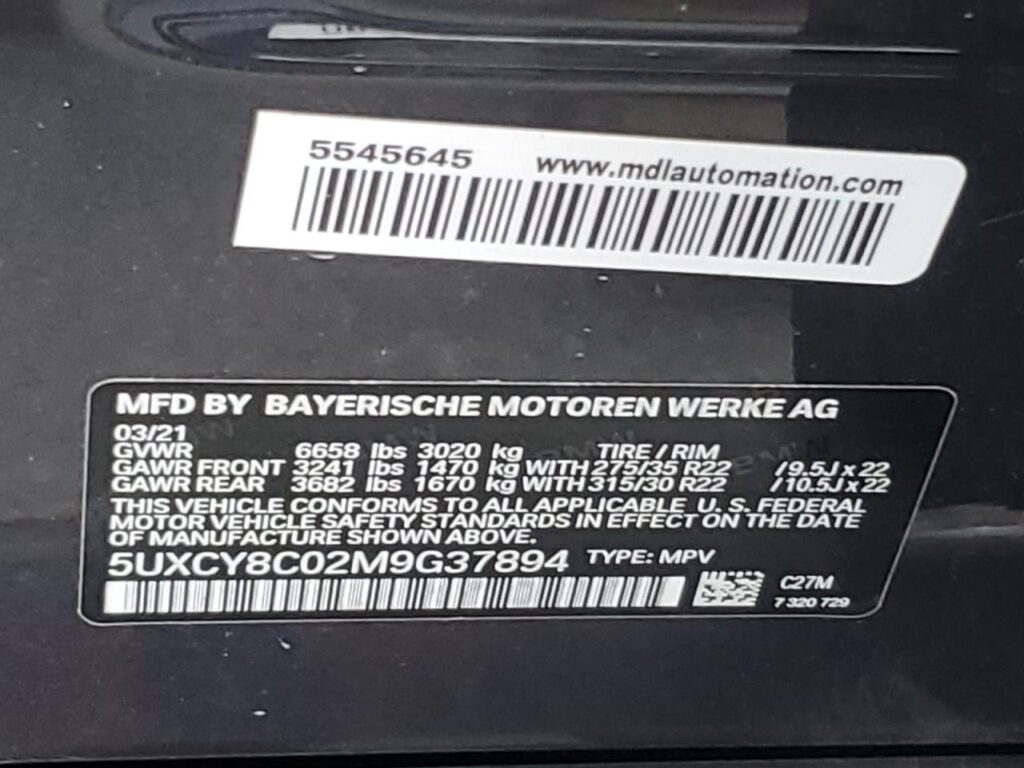 5545645 www.mdlautomation.com
MFD BY BAYERISCHE MOTOREN WERKE AG
03/21
GVWR 6658 lbs 3020 kg TIRE / RIM
GAWR FRONT 3241 lbs 1470 kg WITH 275/35 R22 / 9.5J x 22
GAWR REAR 3682 lbs 1670 kg WITH 315/30 R22 / 10.5J x 22
THIS VEHICLE CONFORMS TO ALL APPLICABLE U. S. FEDERAL
MOTOR VEHICLE SAFETY STANDARDS IN EFFECT ON THE DATE
OF MANUFACTURE SHOWN ABOVE.
5UXCY8C02M9G37894 TYPE: MPV
C27M
7 320 729